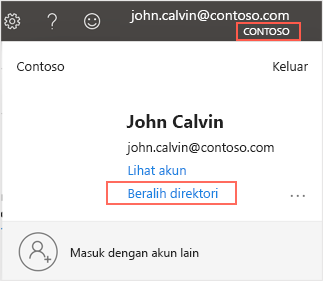 john.calvin@contoso.com
CONTOSO
Contoso Keluar
John Calvin
john.calvin@contoso.com
Lihat akun
Beralih direktori
Masuk dengan akun lain